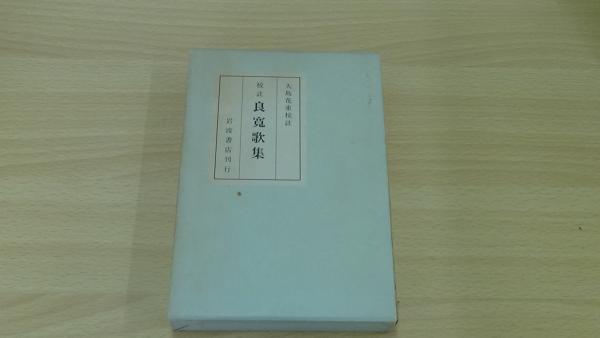 大島花束校註
校註
良寛歌集
岩波書店刊行